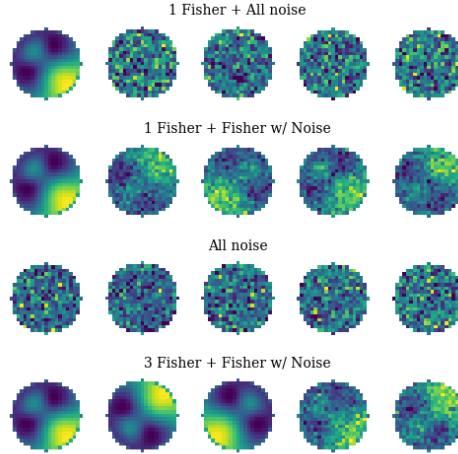 1 Fisher + All noise
1 Fisher + Fisher w/ Noise
All noise
3 Fisher + Fisher w/ Noise